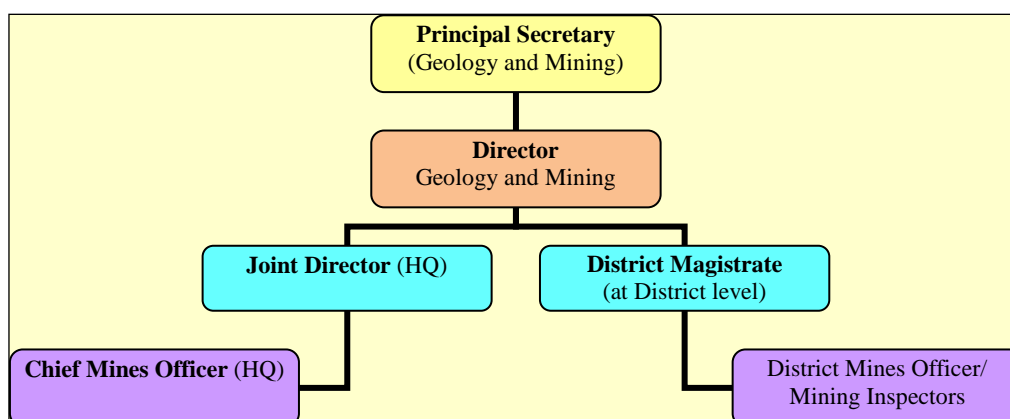 Principal Secretary
(Geology and Mining)
Director
Geology and Mining
Joint Director (HQ)
District Magistrate
(at District level)
Chief Mines Officer (HQ)
District Mines Officer/
Mining Inspectors